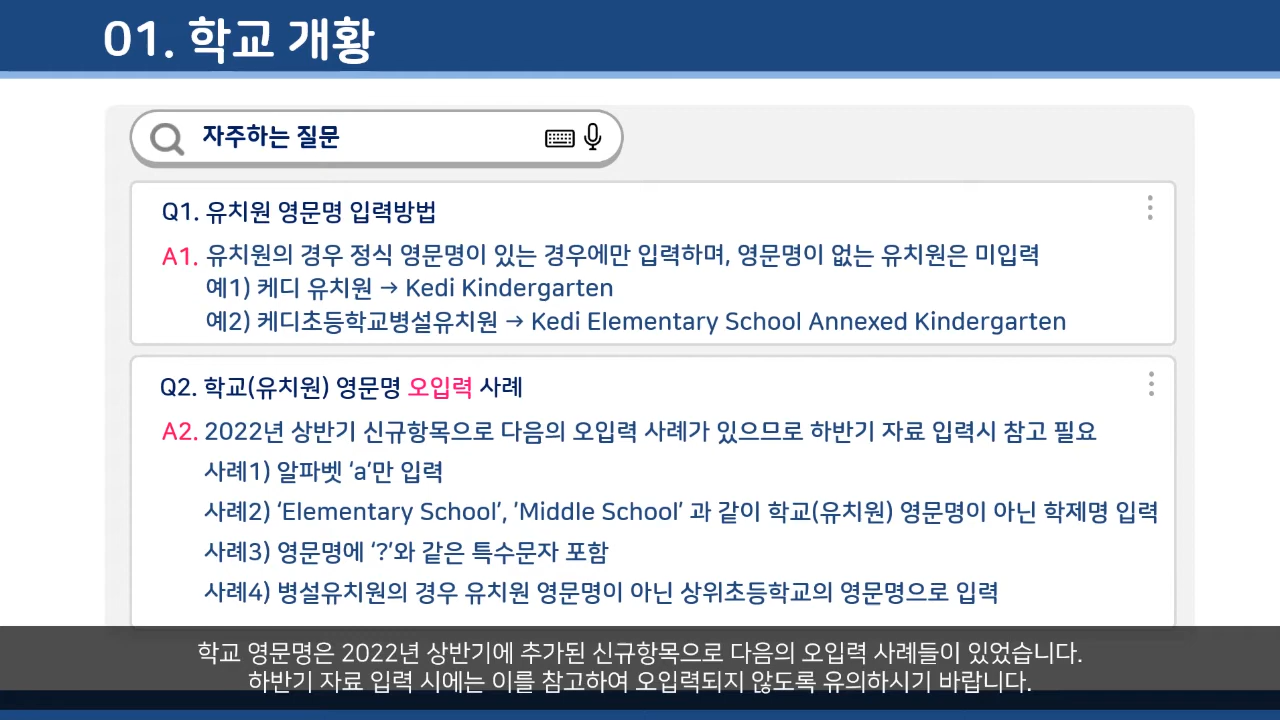 01. 학교 개황
자주하는 질문
Q1. 유치원 영문명 입력방법
A1. 유치원의 경우 정식 영문명이 있는 경우에만 입력하며, 영문명이 없는 유치원은 미입력
예1) 케디 유치원 → Kedi Kindergarten
예2) 케디초등학교병설유치원 → Kedi Elementary School Annexed Kindergarten
Q2. 학교(유치원) 영문명 오입력 사례
A2. 2022년 상반기 신규항목으로 다음의 오입력 사례가 있으므로 하반기 자료 입력시 참고 필요
사례1) 알파벳 ‘a’만 입력
사례2) ‘Elementary School’, ’Middle School’ 과 같이 학교(유치원) 영문명이 아닌 학제명 입력
사례3) 영문명에 ‘?’와 같은 특수문자 포함
사례4) 병설유치원의 경우 유치원 영문명이 아닌 상위초등학교의 영문명으로 입력
학교 영문명은 2022년 상반기에 추가된 신규항목으로 다음의 오입력 사례들이 있었습니다.
하반기 자료 입력 시에는 이를 참고하여 오입력되지 않도록 유의하시기 바랍니다.